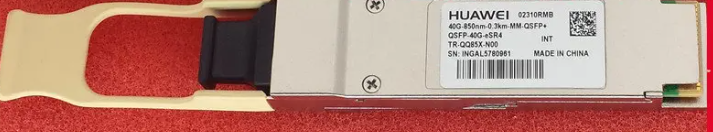 HUAWEI 02310RMB
40G-850nm-0.3km-MM-QSFP+
QSFP-40G-eSR4 INT
TR-QQ85X-N00
SN: INGAL5780961 MADE IN CHINA